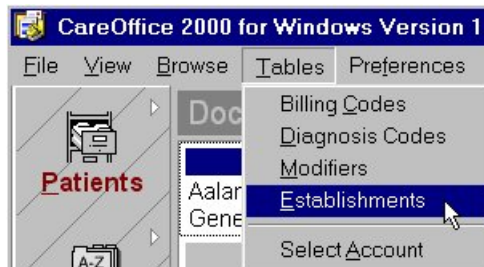 CareOffice 2000 for Windows Version 1
File View Browse Tables Preferences
Billing Codes
Diagnosis Codes
Modifiers
Establishments
Select Account
Doc
Patients
Aalar
Gene
A-Z